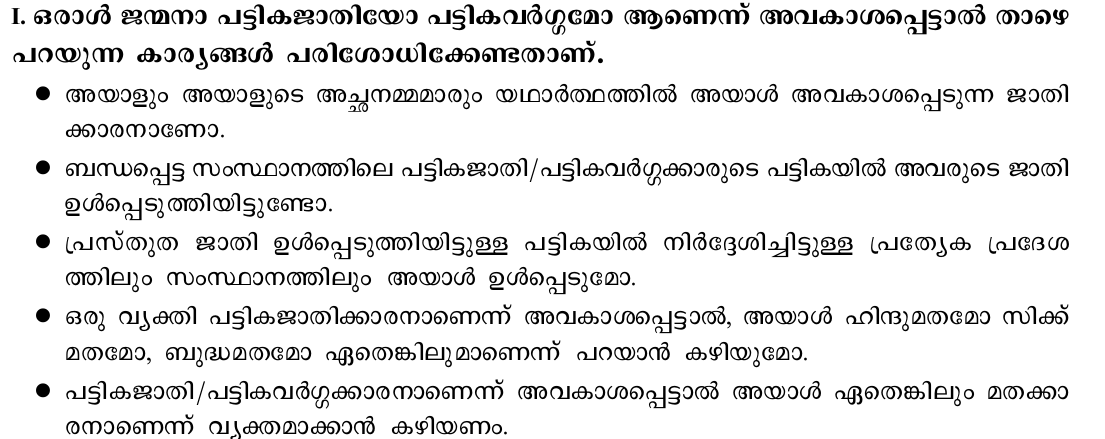 I. ഒരാൾ ജന്മനാ പട്ടികജാതിയോ പട്ടികവർഗ്ഗമോ ആണെന്ന് അവകാശപ്പെട്ടാൽ താഴെ
പറയുന്ന കാര്യങ്ങൾ പരിശോധിക്കേണ്ടതാണ്.
● അയാളും അയാളുടെ അച്ഛനമ്മമാരും യഥാർത്ഥത്തിൽ അയാൾ അവകാശപ്പെടുന്ന ജാതി
ക്കാരനാണോ.
● ബന്ധപ്പെട്ട സംസ്ഥാനത്തിലെ പട്ടികജാതി/പട്ടികവർഗ്ഗക്കാരുടെ പട്ടികയിൽ അവരുടെ ജാതി
ഉൾപ്പെടുത്തിയിട്ടുണ്ടോ.
● പ്രസ്തുത ജാതി ഉൾപ്പെടുത്തിയിട്ടുള്ള പട്ടികയിൽ നിർദ്ദേശിച്ചിട്ടുള്ള പ്രത്യേക പ്രദേശ
ത്തിലും സംസ്ഥാനത്തിലും അയാൾ ഉൾപ്പെടുമോ.
● ഒരു വ്യക്തി പട്ടികജാതിക്കാരനാണെന്ന് അവകാശപ്പെട്ടാൽ, അയാൾ ഹിന്ദുമതമോ സിക്ക്
മതമോ, ബുദ്ധമതമോ ഏതെങ്കിലുമാണെന്ന് പറയാൻ കഴിയുമോ.
● പട്ടികജാതി/പട്ടികവർഗ്ഗക്കാരനാണെന്ന് അവകാശപ്പെട്ടാൽ അയാൾ ഏതെങ്കിലും മതക്കാ
രനാണെന്ന് വ്യക്തമാക്കാൻ കഴിയണം.